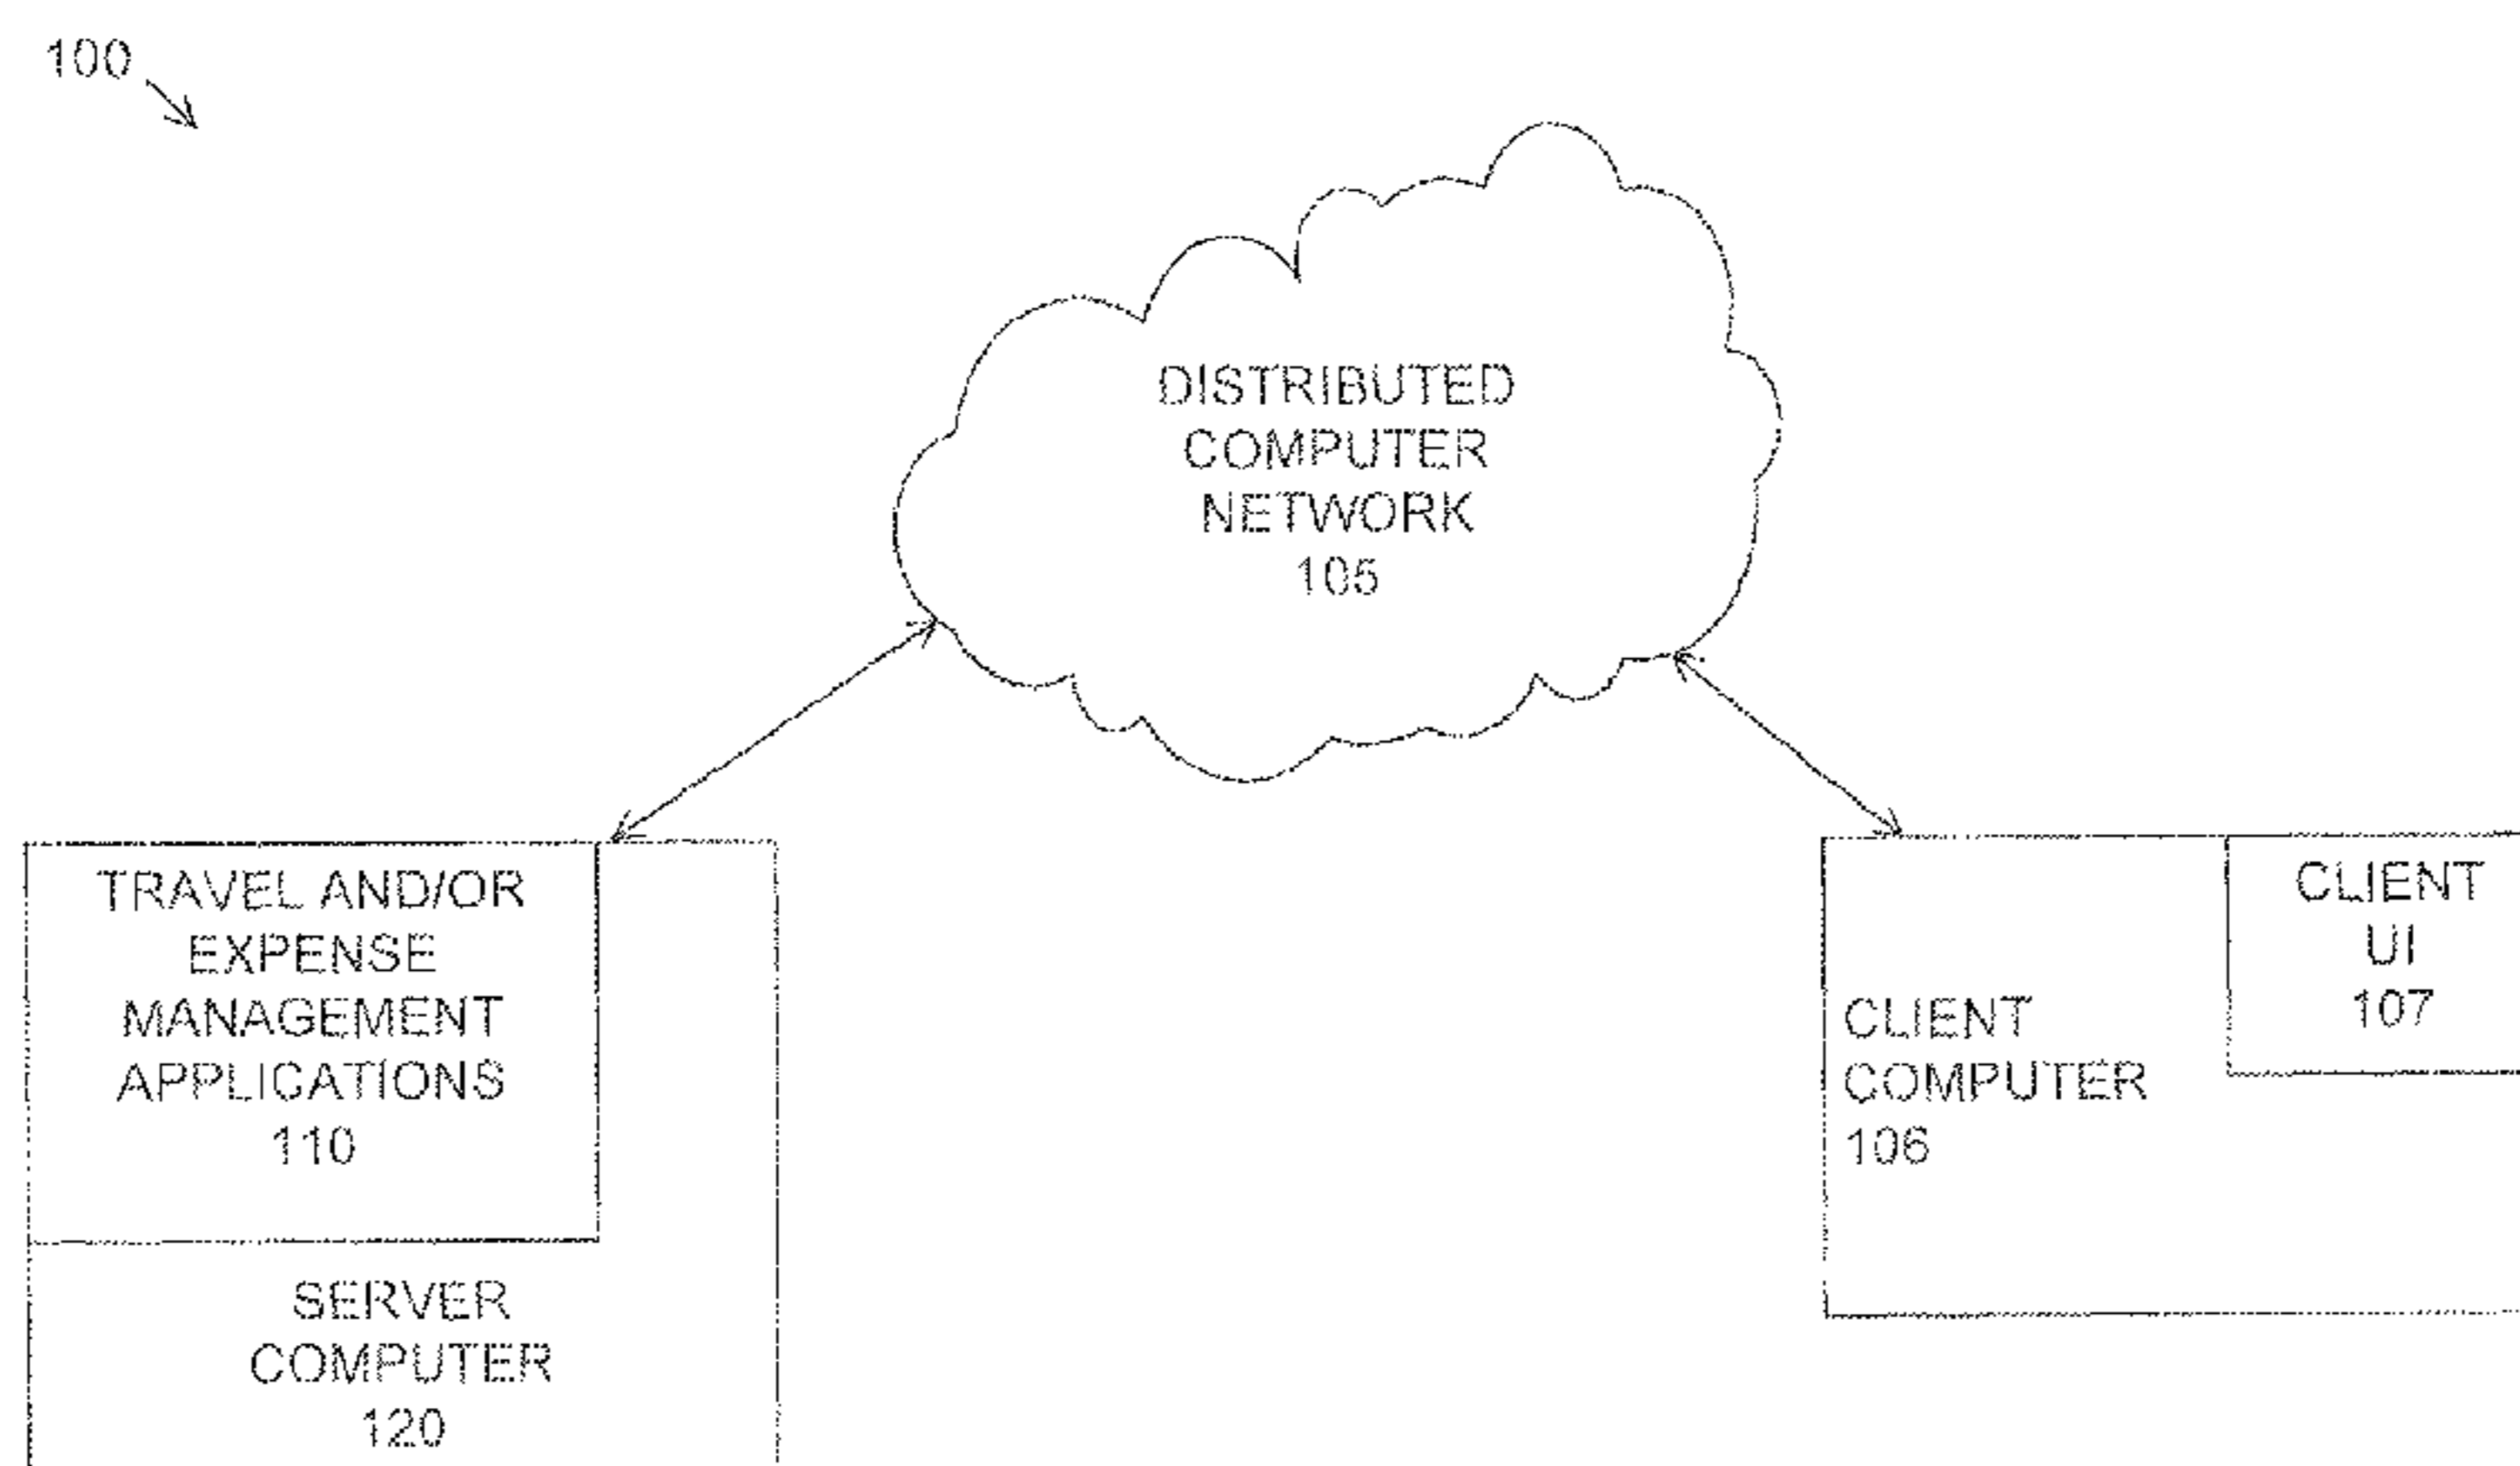 100
DISTRIBUTED
COMPUTER
NETWORK
105
TRAVEL AND/OR
EXPENSE
MANAGEMENT
APPLICATIONS
110
SERVER
COMPUTER
120
CLIENT
COMPUTER
106
CLIENT
UI
107